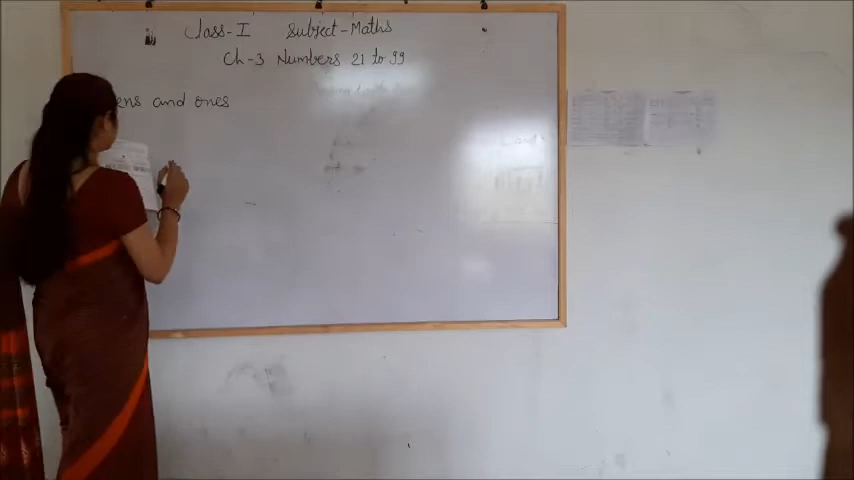 Class-I Subject-Maths
Ch-3 Numbers 21 to 99
ens and ones